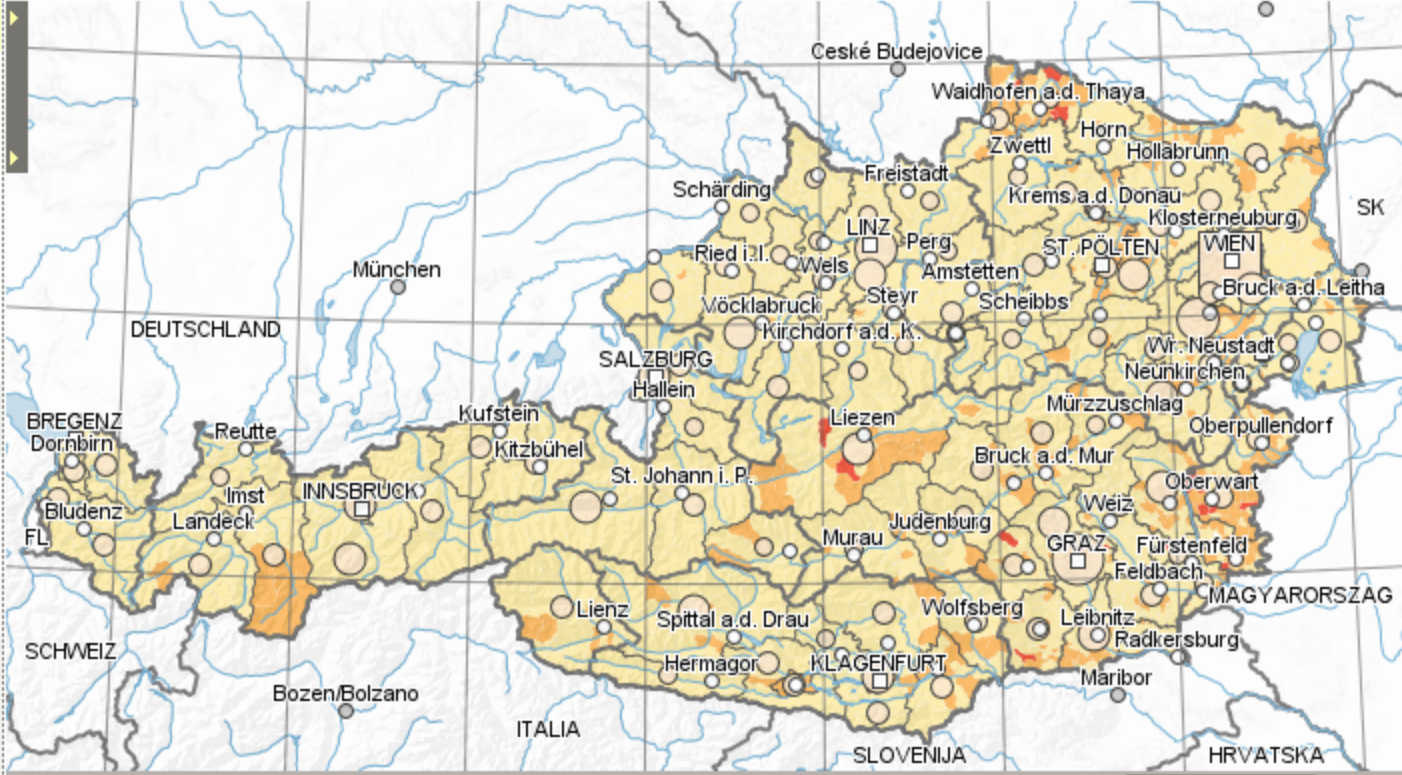 Ceské Budejovice
Waidhofen a.d. Thaya
Horn
Zwettl
Hollabrunn
Freistadt
Schärding
Krems a.d. Donau
SK
Klosterneuburg
LINZ
Perg
ST. PÖLTEN
WIEN
Ried i. I.
Wels
Amstetten
München
Bruck a.d. Leitha
Steyr
Scheibbs
Vöcklabruck
DEUTSCHLAND
Kirchdorf a.d. K.
Wr. Neustadt
SALZBURG
Neunkirchen
Hallein
Mürzzuschlag
Kufstein
Liezen
BREGENZ
Oberpullendorf
Reutte
Dornbirn
Kitzbühel
Bruck a.d. Mur
St. Johann i. P.
Oberwart
INNSBRUCK
Imst
Weiz
Bludenz
Landeck
Judenburg
FL
Murau
GRAZ
Fürstenfeld
Feldbach
MAGYARORSZAG
Lienz
Wolfsberg
Spittal a.d. Drau
Leibnitz
Radkersburg
SCHWEIZ
Hermagor
KLAGENFURT
Maribor
Bozen/Bolzano
ITALIA
SLOVENIJA
HRVATSKA